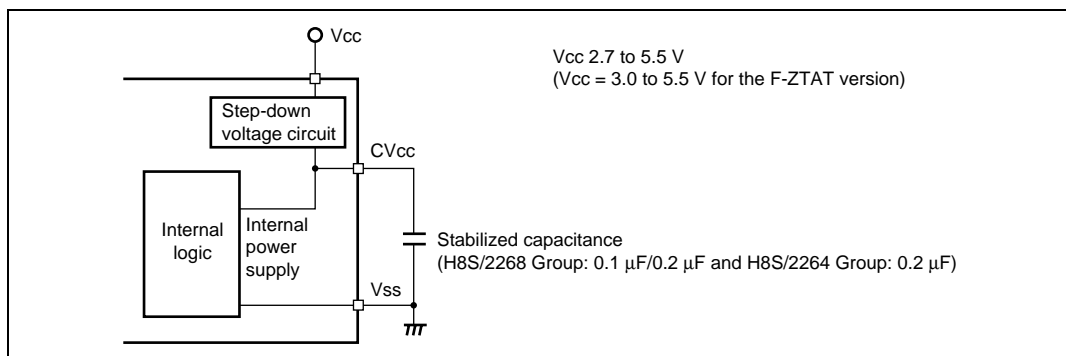 Vcc
Vcc 2.7 to 5.5 V
(Vcc = 3.0 to 5.5 V for the F-ZTAT version)
Step-down
voltage circuit
CVcc
Internal
logic
Internal
power
supply
Stabilized capacitance
(H8S/2268 Group: 0.1 μF/0.2 μF and H8S/2264 Group: 0.2 μF)
Vss